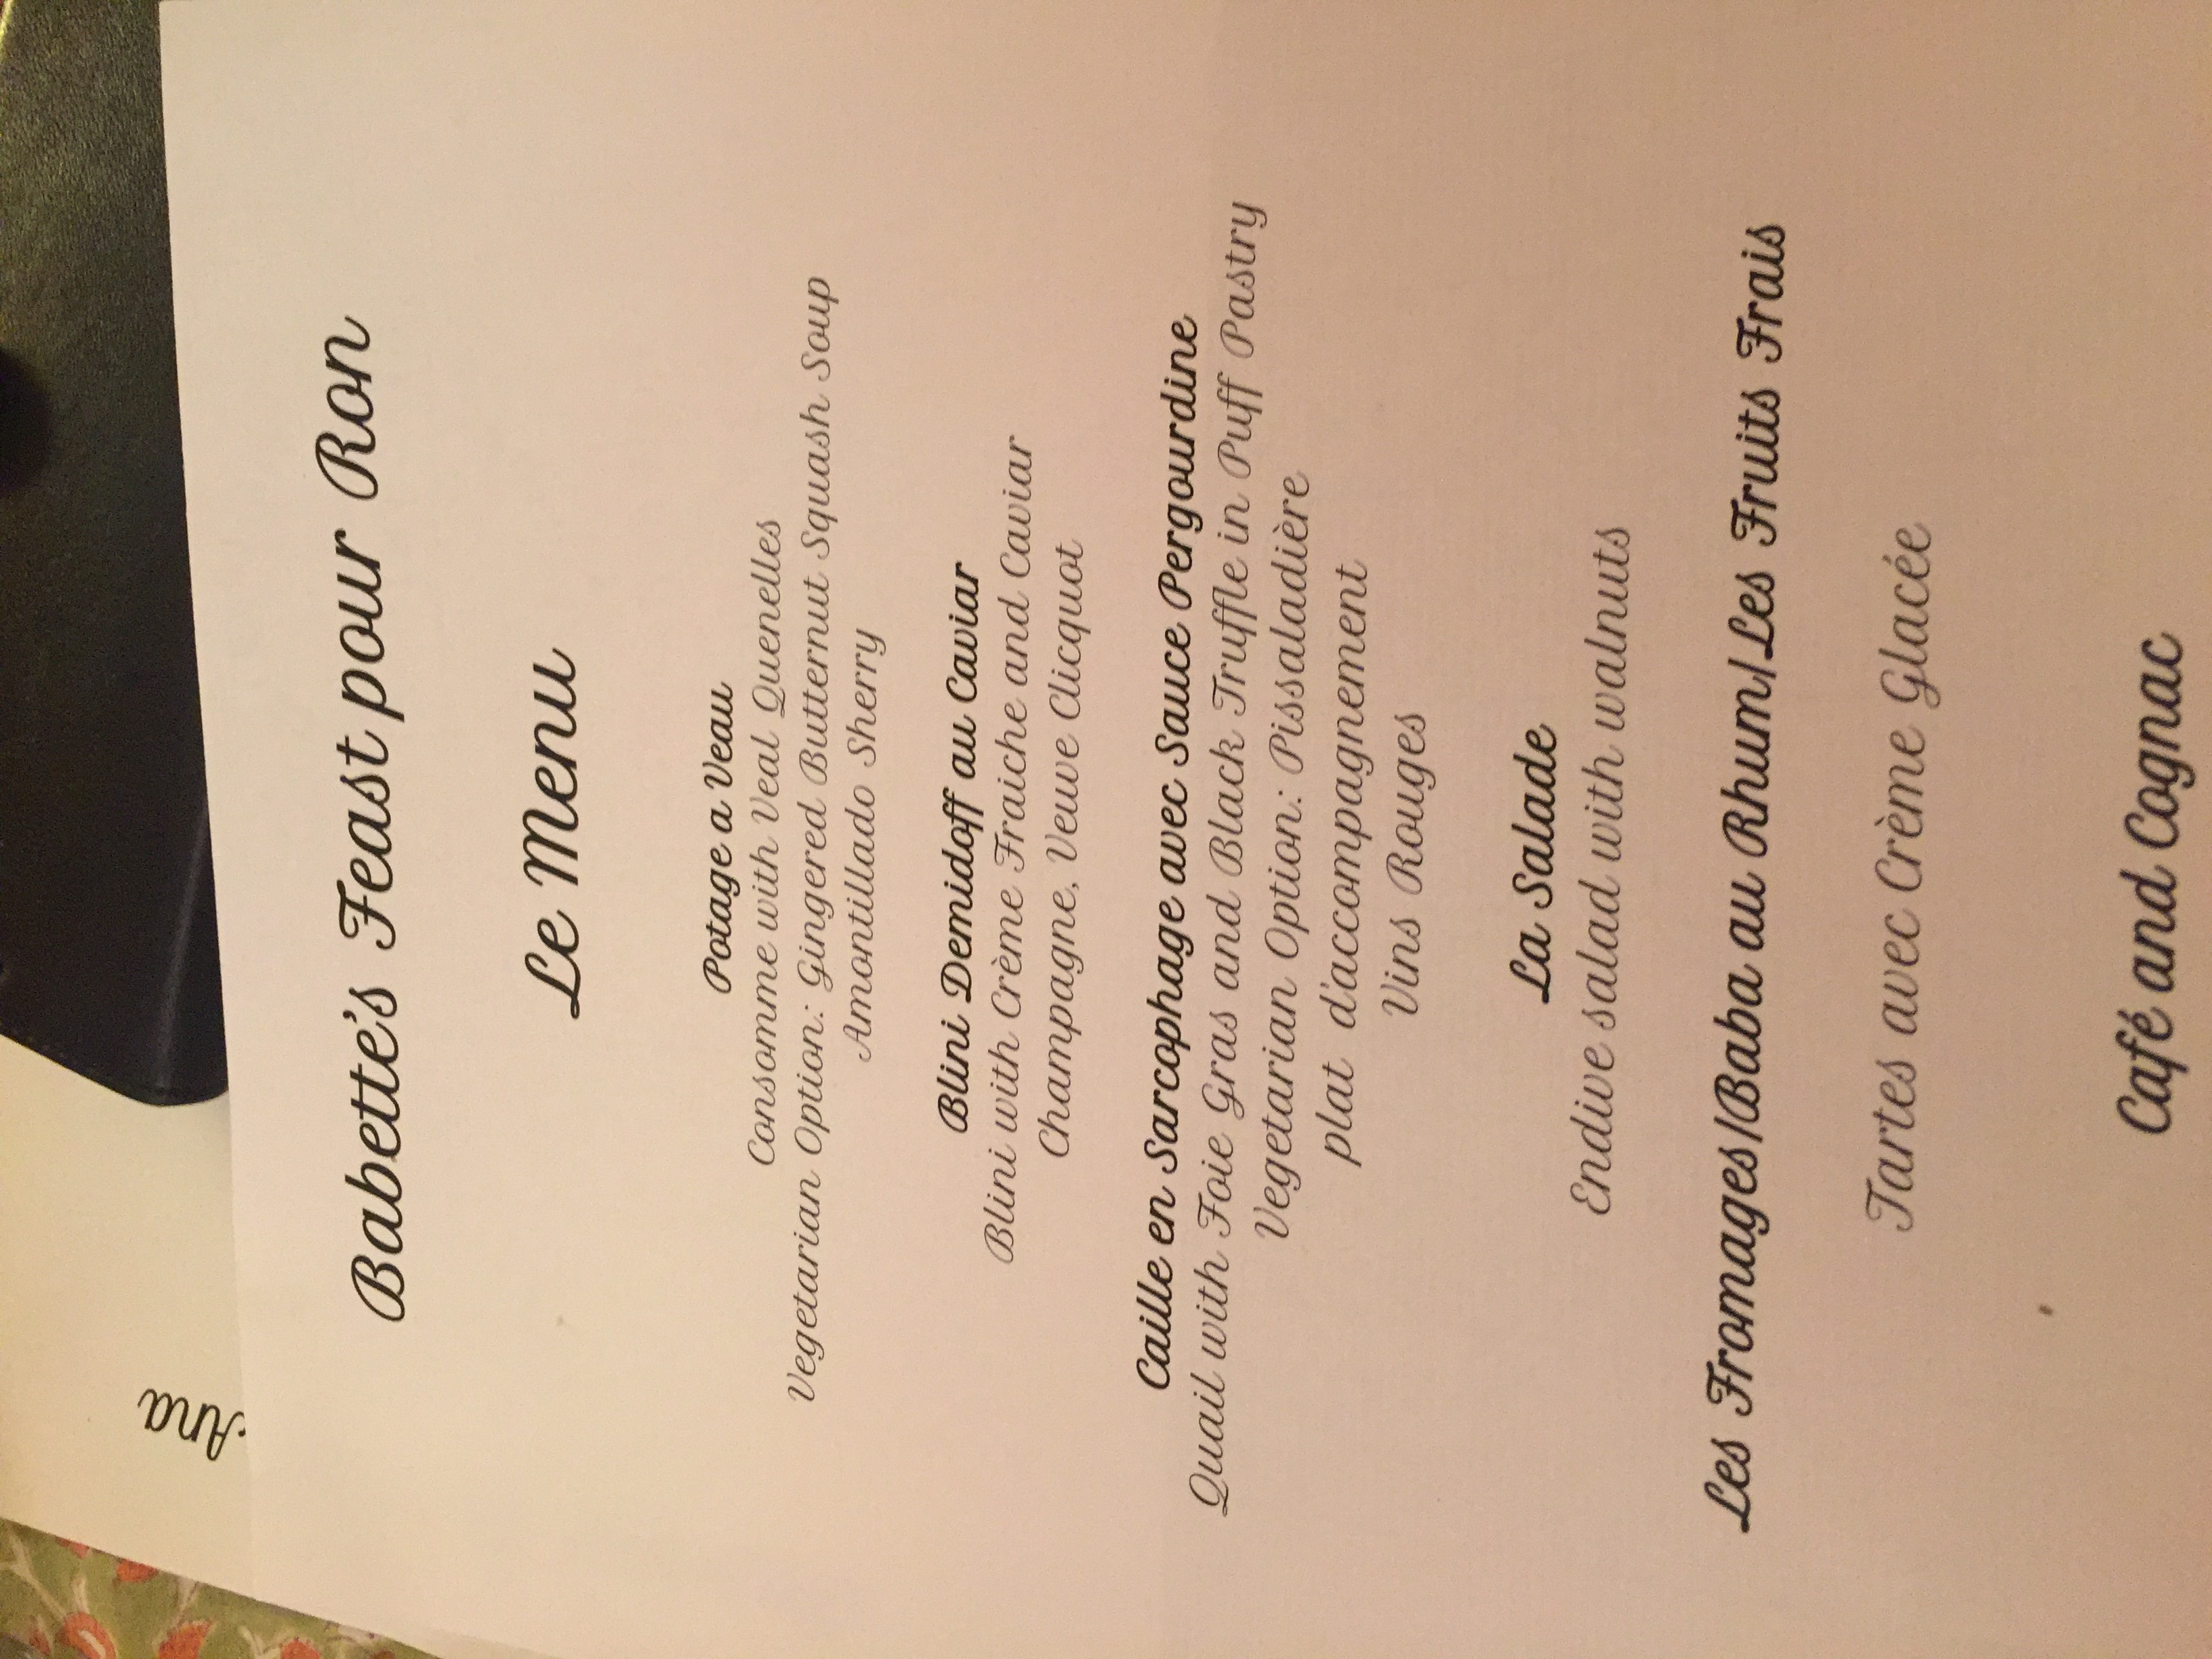 Ana
Babette's Feast pour Ron
Le Menu
Potage a Veau
Consomme with Veal Quenelles
Vegetarian Option: Gingered Butternut Squash Soup
Amontillado Sherry
Blini Demidoff au Caviar
Blini with Crème Fraiche and Caviar
Champagne, Veuve Clicquot
Caille en Sarcophage avec Sauce Pergourdine
Quail with Foie Gras and Black Truffle in Puff Pastry
Vegetarian Option: Pissaladière
plat d'accompagnement
Vins Rouges
La Salade
Endive salad with walnuts
Les Fromages/Baba au Rhum/Les Fruits Frais
Tartes avec Crème Glacée
Café and Cognac